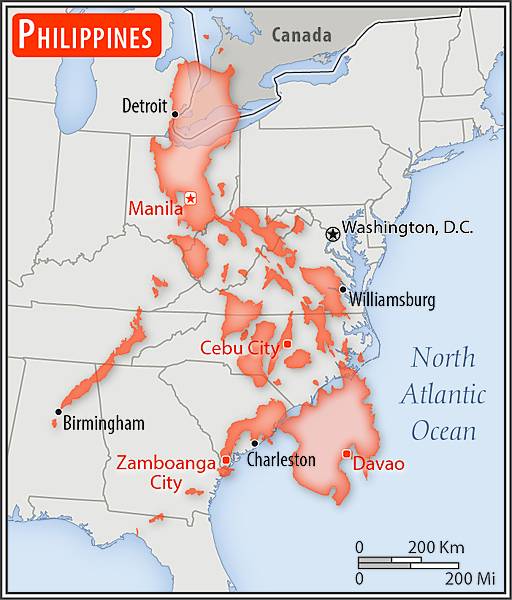 PHILIPPINES
Canada
Detroit
Manila
Washington, D.C.
Williamsburg
Cebu City
North
Atlantic
Ocean
Birmingham
Zamboanga
City
Charleston
Davao
0 200 Km
0 200 Mi